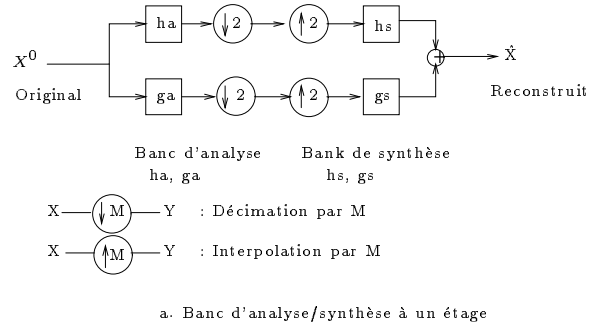 ha ↓ 2 ↑ 2 hs
X⁰ X̂
Original Reconstruit
ga ↓ 2 ↑ 2 gs
Banc d'analyse Bank de synthèse
ha, ga hs, gs
X ↓ M Y : Décimation par M
X ↑ M Y : Interpolation par M
a. Banc d'analyse/synthèse à un étage